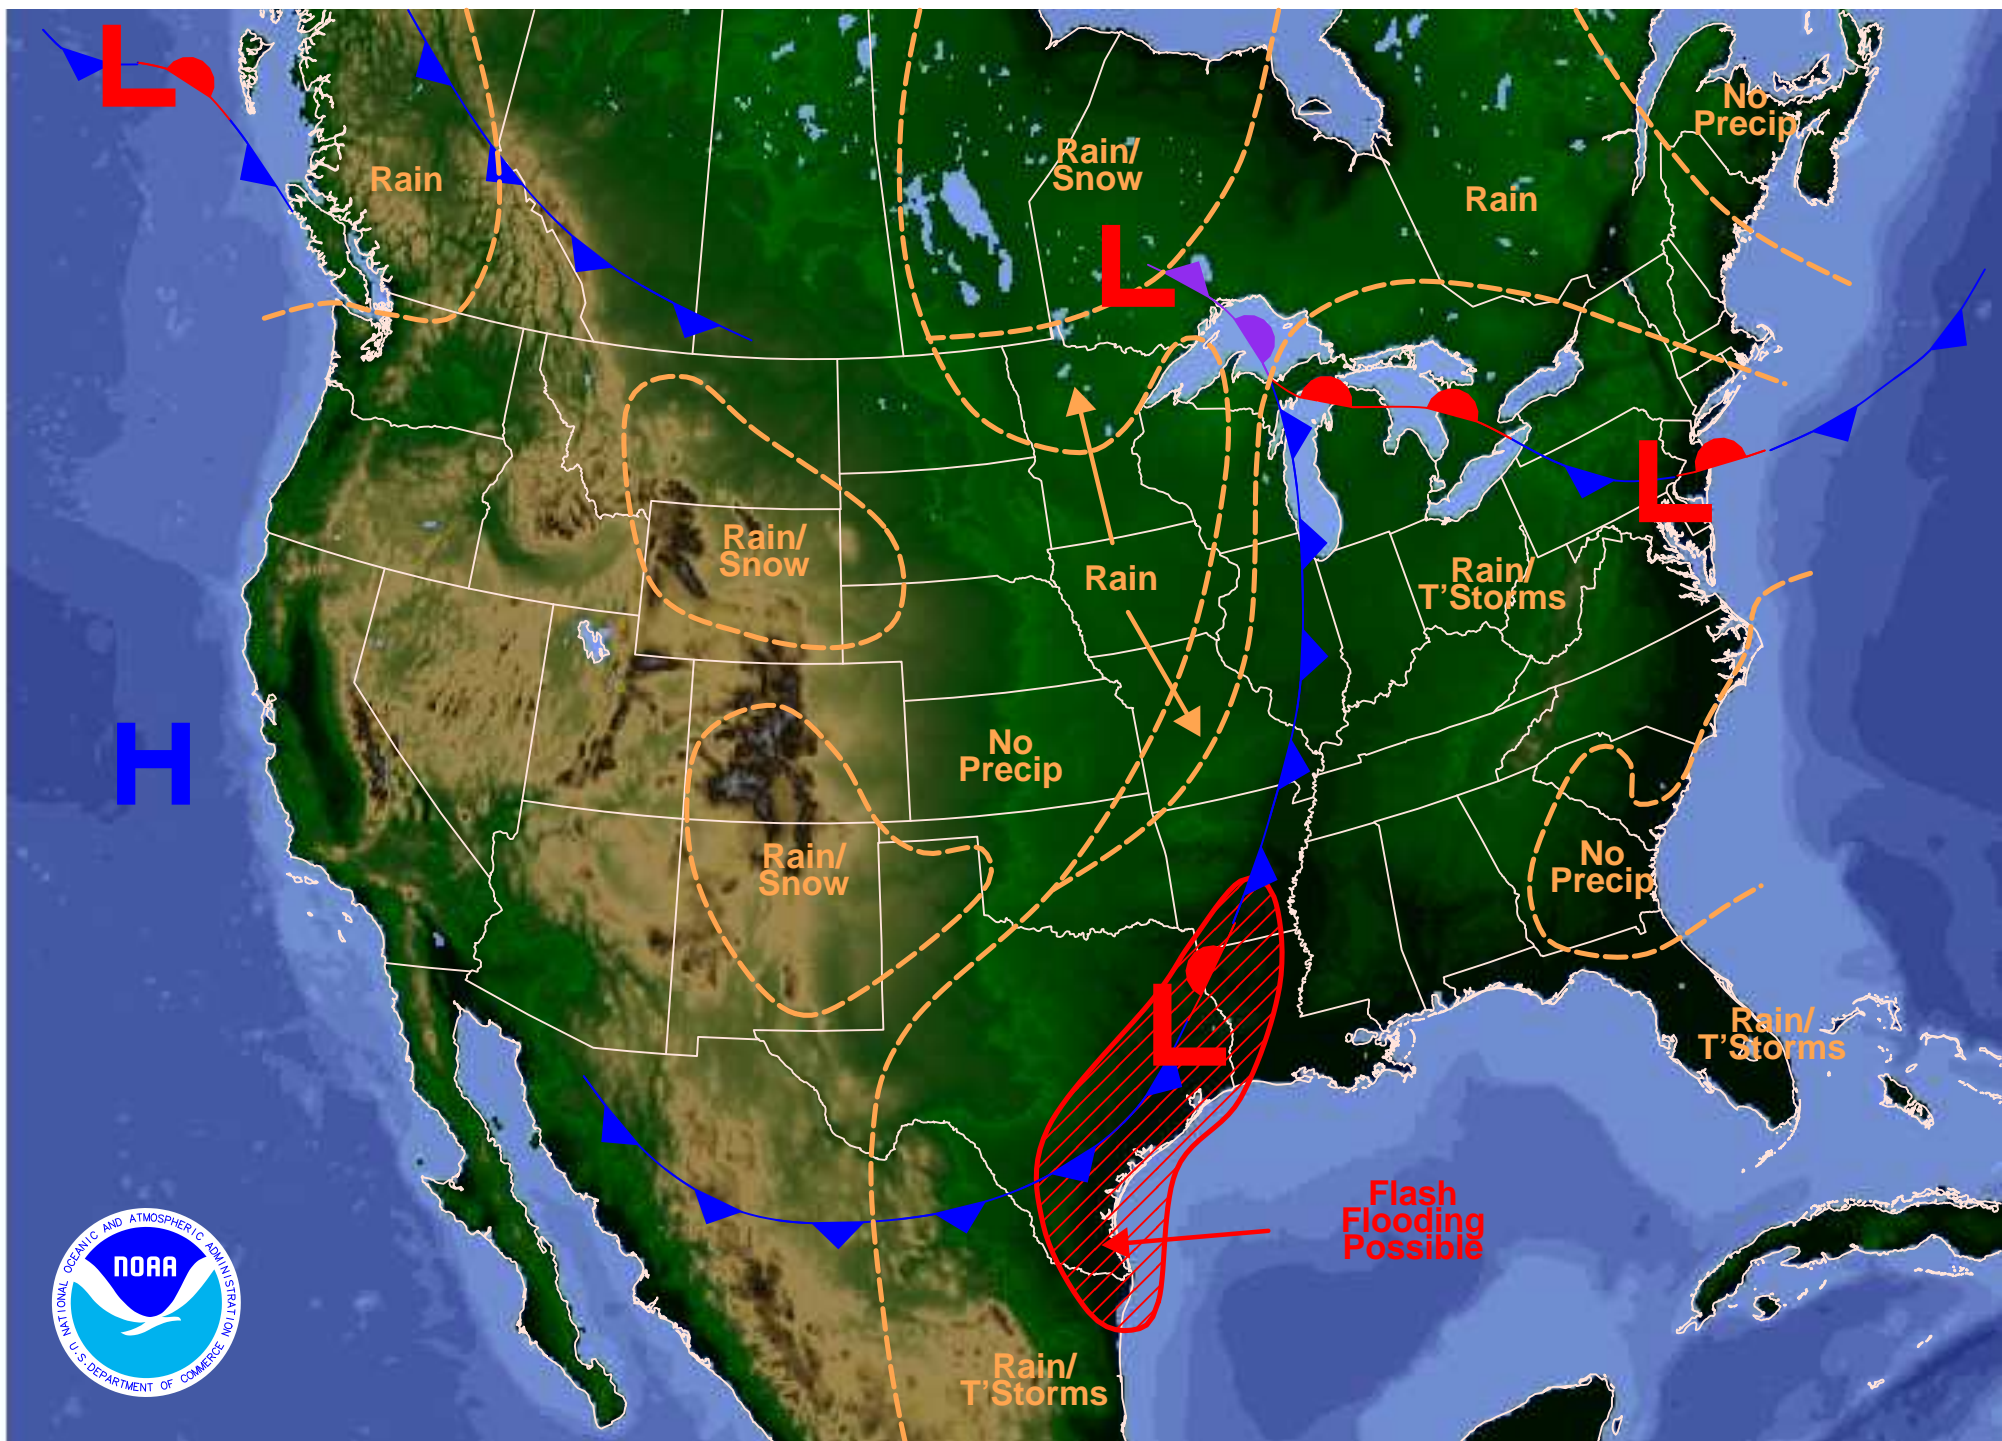 L
No
Precip
Rain/
Snow
Rain
Rain
L
L
Rain/
Snow
Rain
Rain/
T'Storms
H
No
Precip
Rain/
Snow
No
Precip
L
Rain/
T'Storms
Flash
Flooding
Possible
Rain/
T'Storms
NATIONAL OCEANIC AND ATMOSPHERIC ADMINISTRATION
NOAA
U.S. DEPARTMENT OF COMMERCE